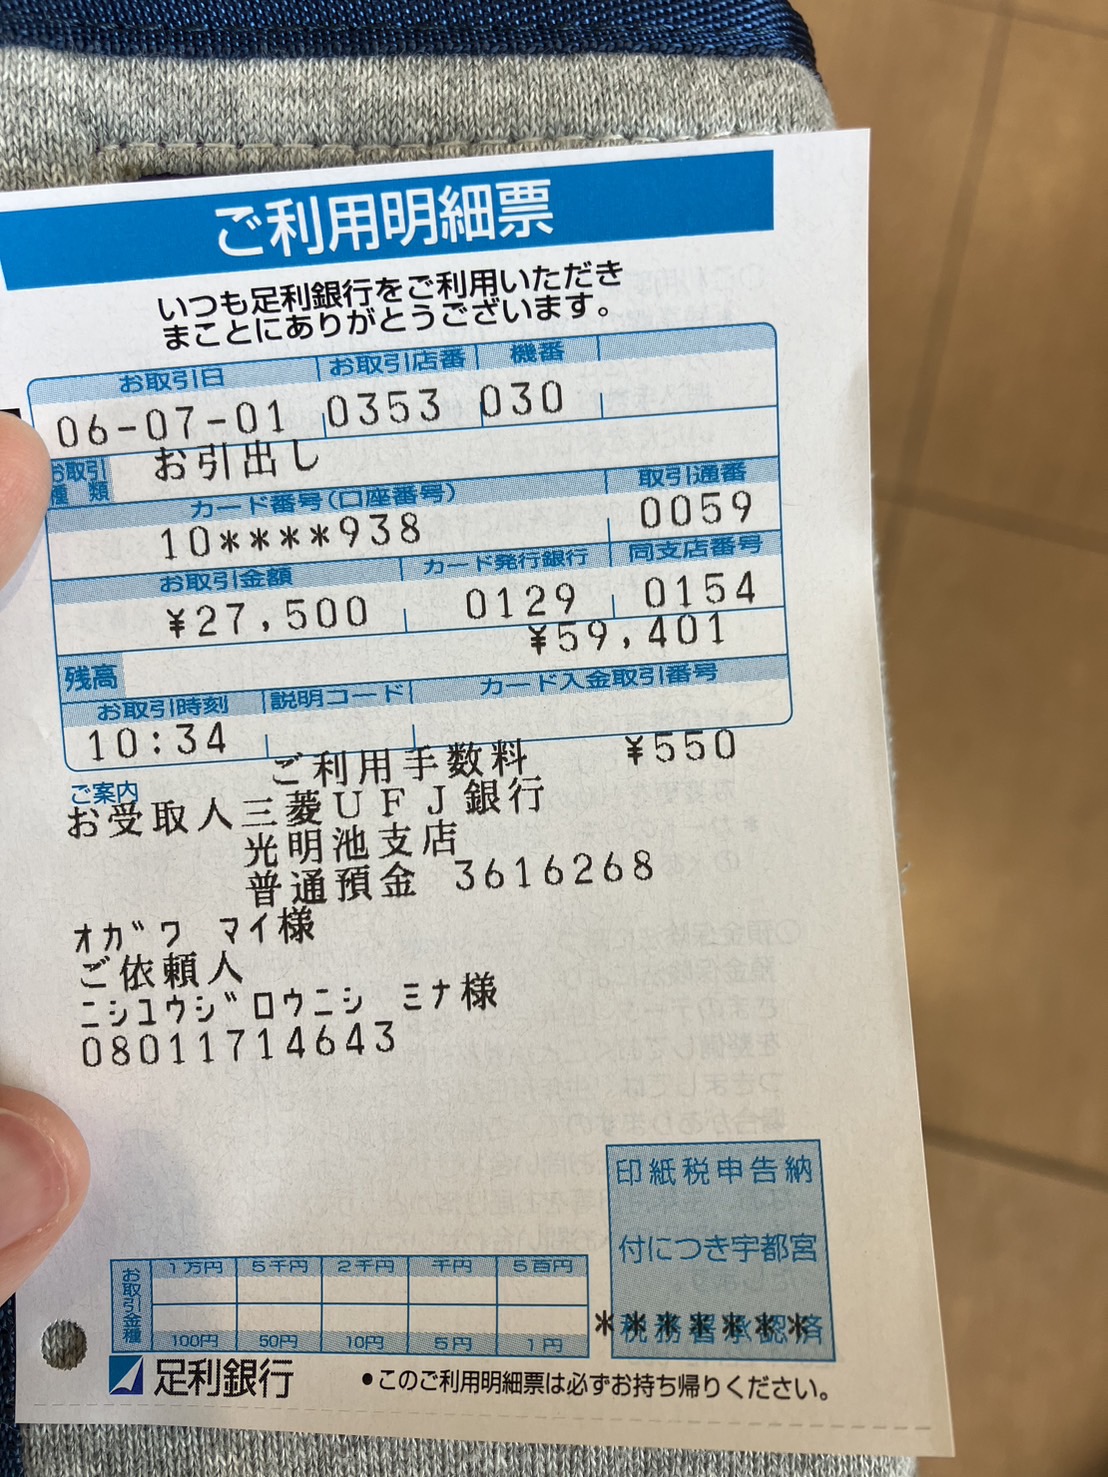 ご利用明細票
いつも足利銀行をご利用いただき
まことにありがとうございます。
お取引日 お取引店番 機番
06-07-01 0353 030
お取引種類 お引出し
カード番号(口座番号) 取引通番
10****938 0059
お取引金額 カード発行銀行 同支店番号
¥27,500 0129 0154
¥59,401
残高
お取引時刻 説明コード カード入金取引番号
10:34
ご利用手数料 ¥550
ご案内
お受取人三菱UFJ銀行
光明池支店
普通預金 3616268
オガワ マイ様
ご依頼人
ニシユウジロウニシ ミナ様
08011714643
印紙税申告納
付につき宇都宮
税務署承認済
*******
お取引金種 1万円 5千円 2千円 千円 5百円
100円 50円 10円 5円 1円
足利銀行 ●このご利用明細票は必ずお持ち帰りください。